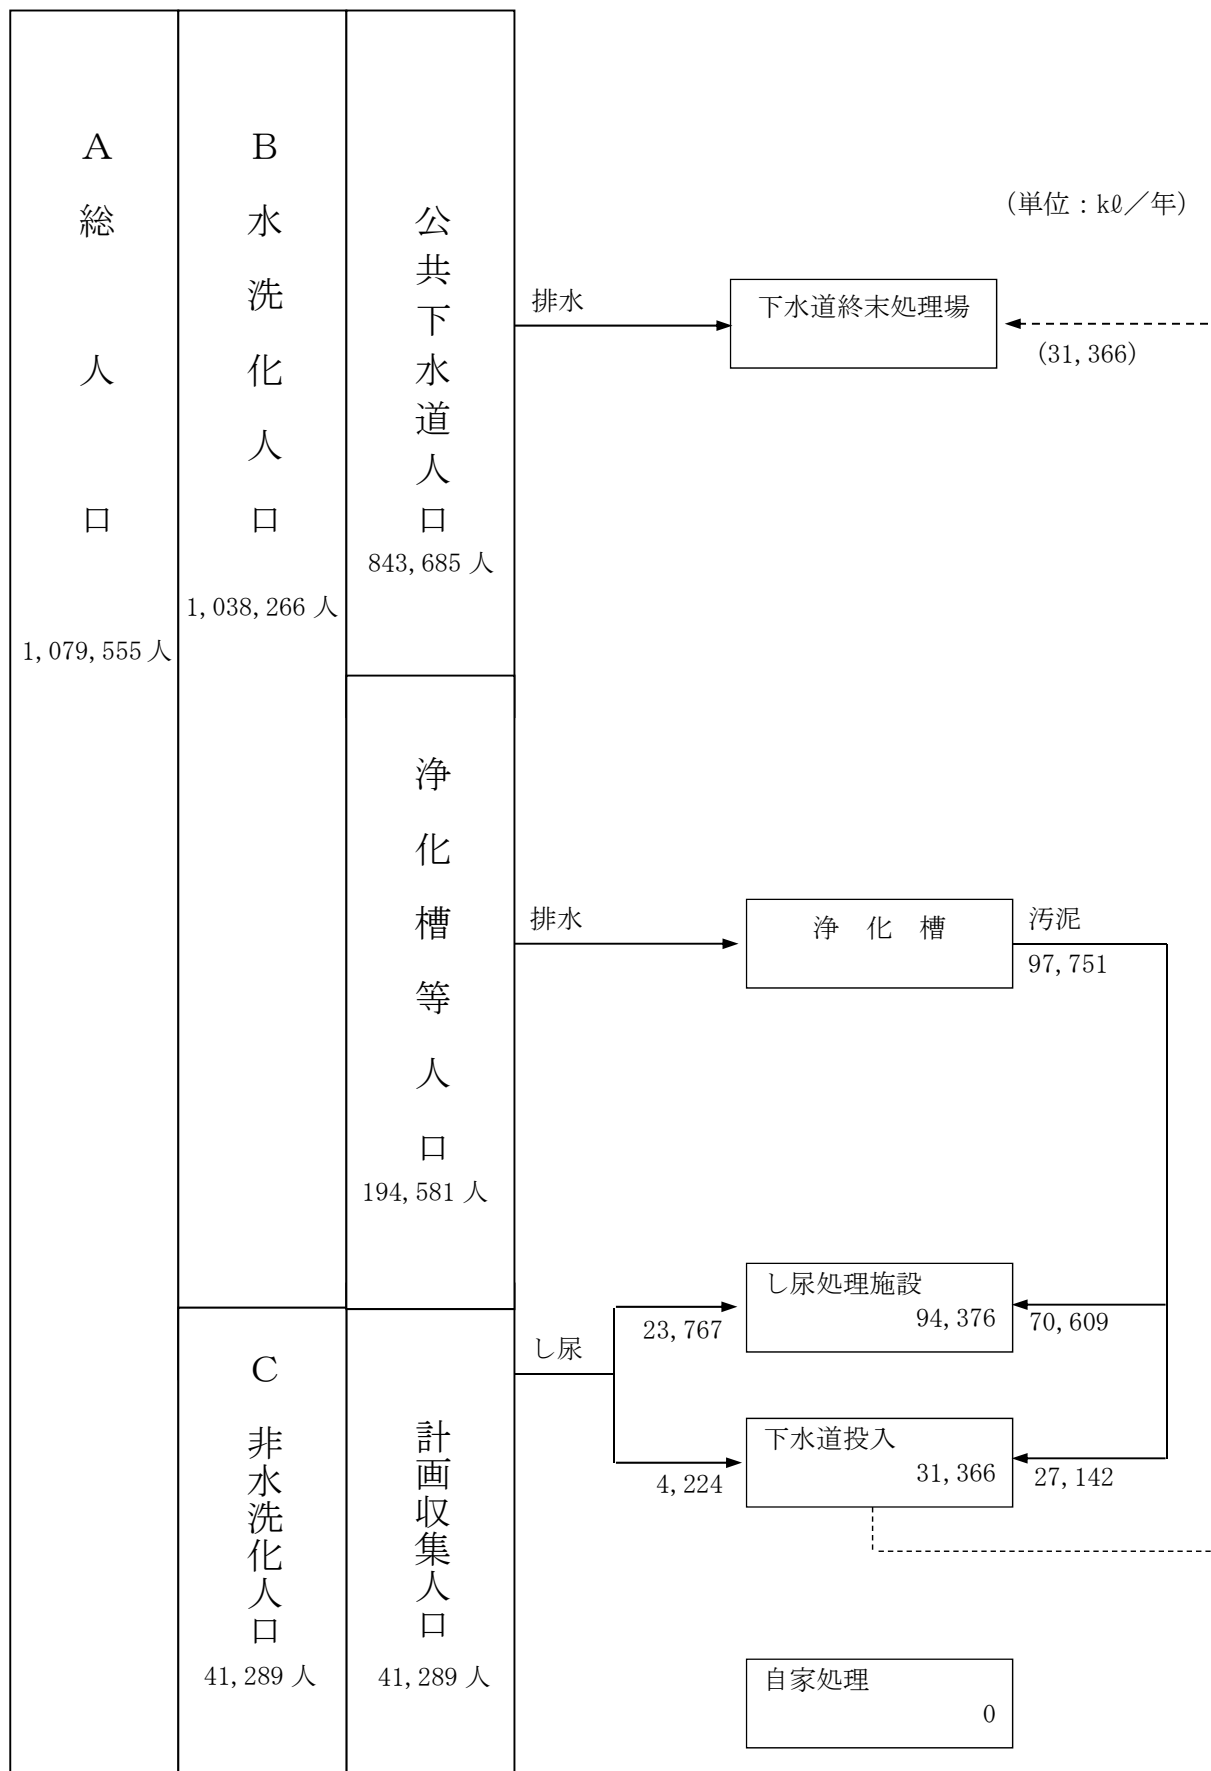 A 総人口
1,079,555人
B 水洗化人口
1,038,266人
公共下水道人口
843,685人
浄化槽等人口
194,581人
C 非水洗化人口
41,289人
計画収集人口
41,289人
(単位：kℓ／年)
排水
下水道終末処理場
(31,366)
排水
浄化槽
汚泥
97,751
し尿
23,767
し尿処理施設
94,376
70,609
4,224
下水道投入
31,366
27,142
自家処理
0